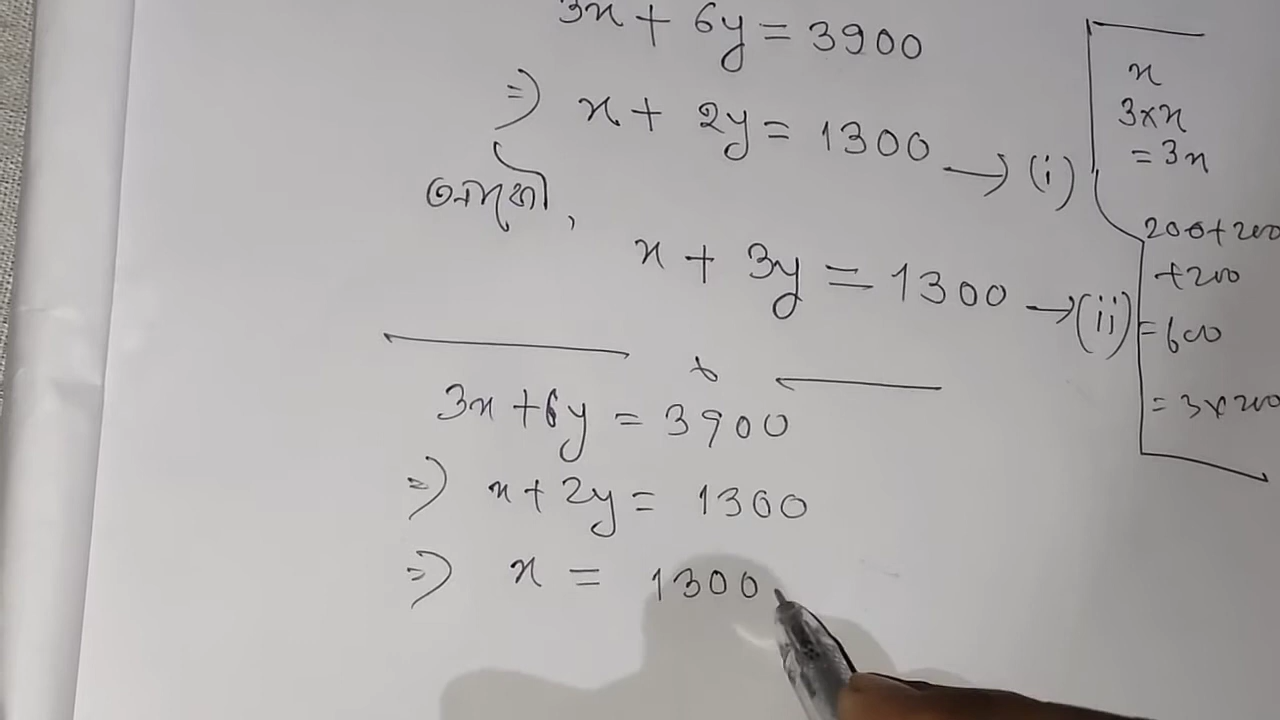 3x + 6y = 3900
⇒ x + 2y = 1300 → (i)
x + 3y = 1300 → (ii)
3x + 6y = 3900
⇒ x + 2y = 1300
⇒ x = 1300
x
3×x
= 3x
200+200
+200
= 600
= 3×200